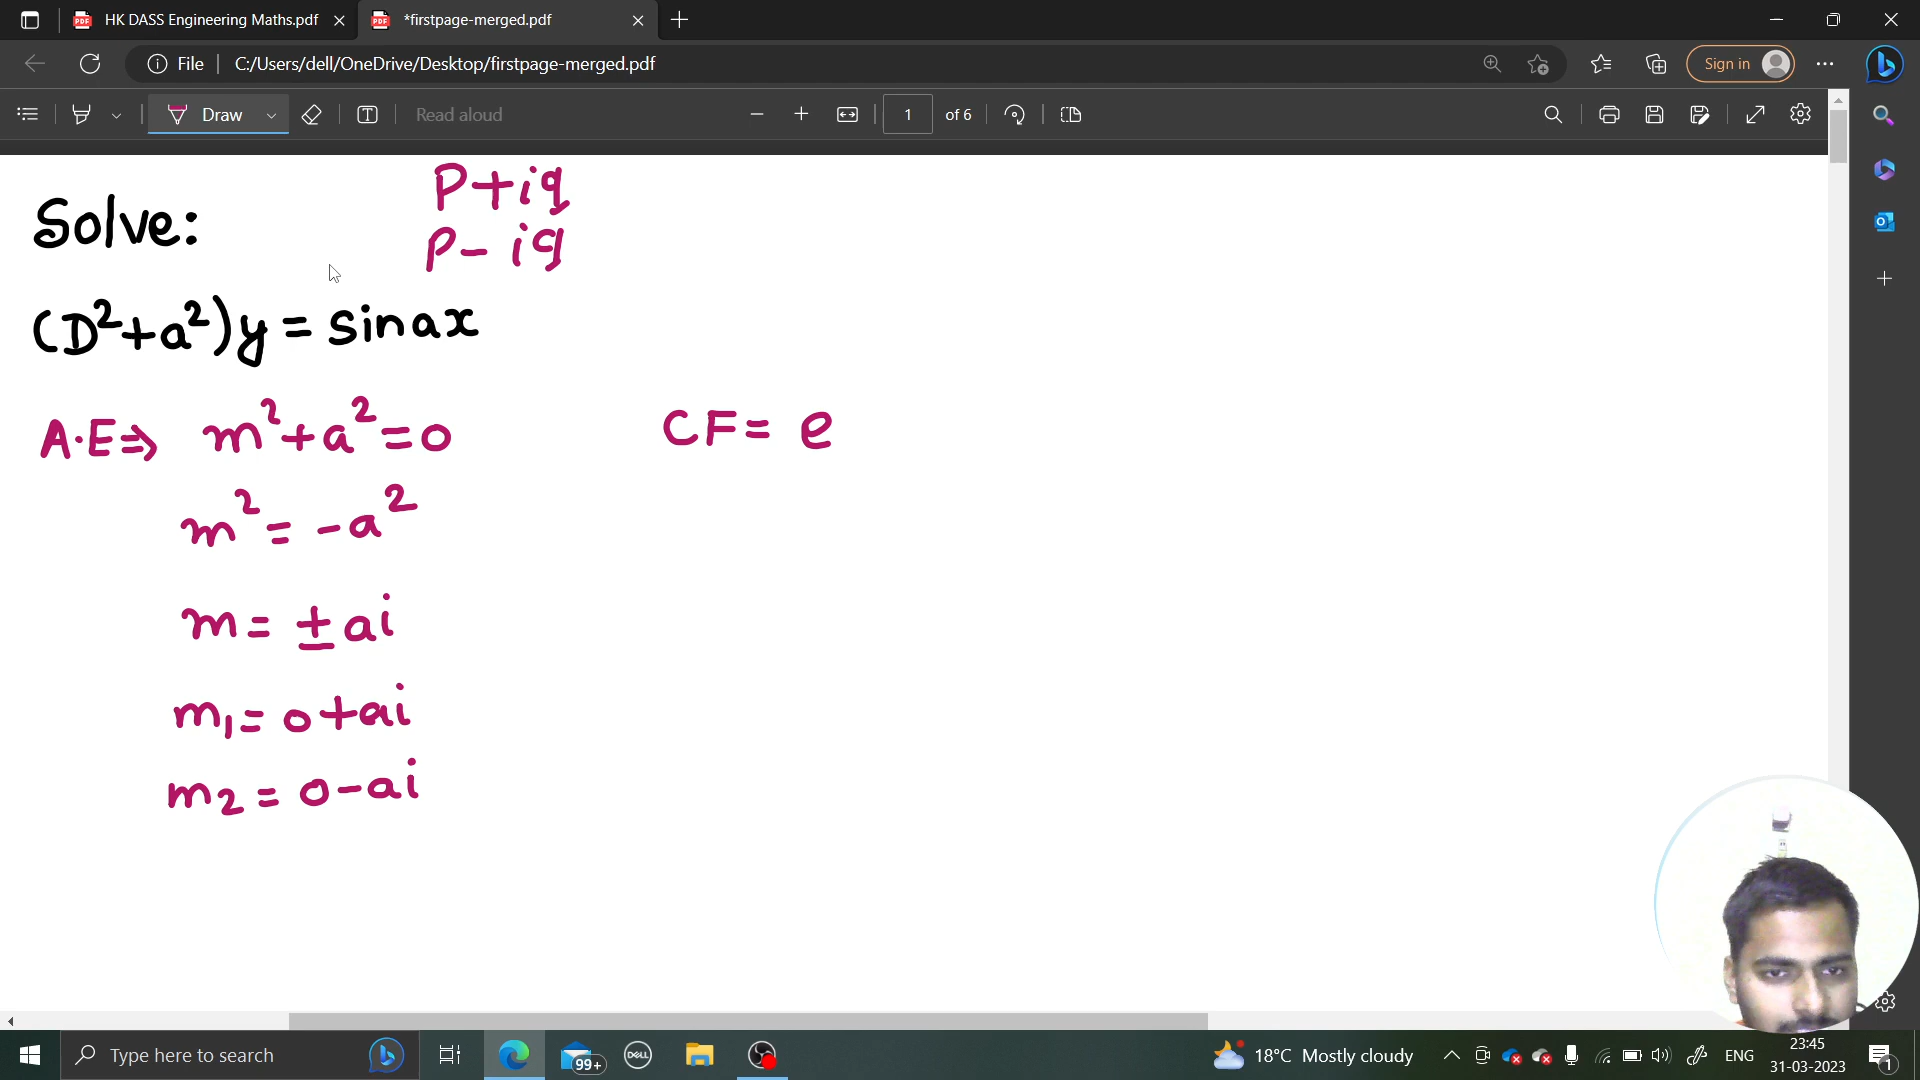 HK DASS Engineering Maths.pdf
*firstpage-merged.pdf
File
C:/Users/dell/OneDrive/Desktop/firstpage-merged.pdf
Sign in
Draw
Read aloud
1 of 6
P+iq
P-iq
Solve:
(D²+a²)y = sinax
A.E⇒ m²+a²=0
CF= e
m² = -a²
m= ±ai
m₁= 0+ai
m₂ = 0-ai
Type here to search
99+
DELL
18°C Mostly cloudy
ENG
23:45
31-03-2023
1